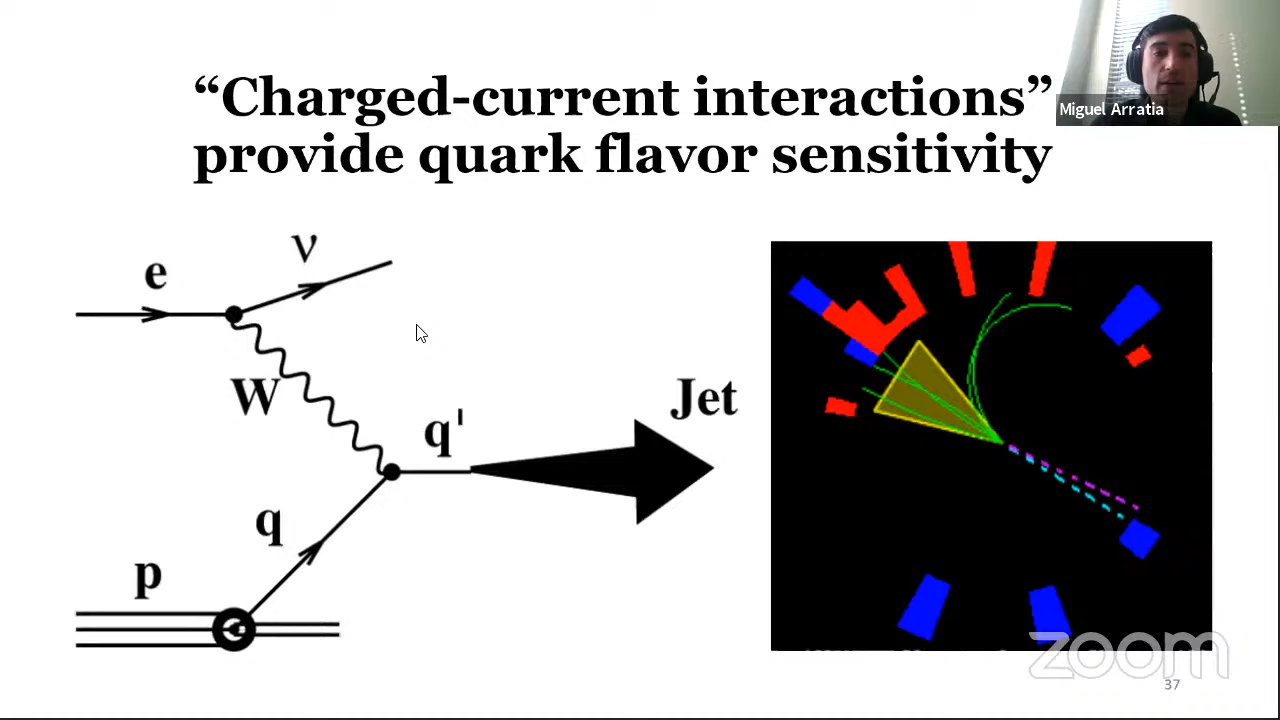 “Charged-current interactions”
provide quark flavor sensitivity
Miguel Arratia
ν
e
W
Jet
q'
q
p
zoom
37